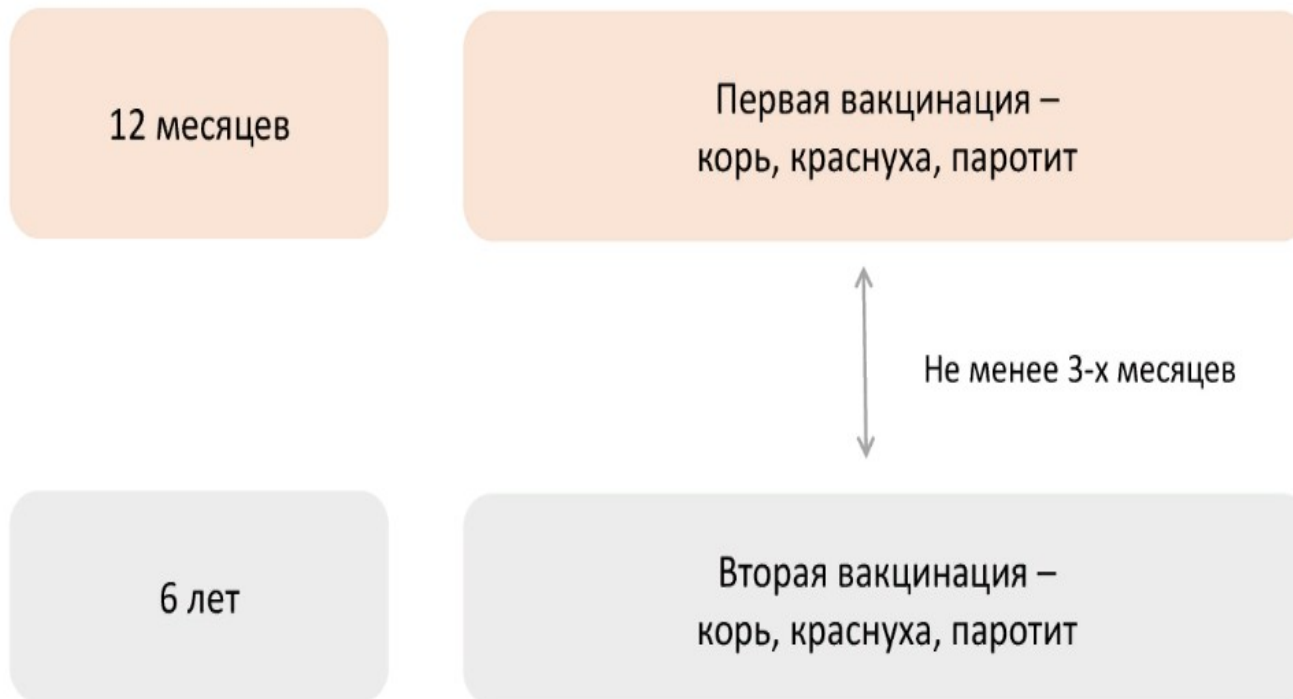 12 месяцев
Первая вакцинация –
корь, краснуха, паротит
Не менее 3-х месяцев
6 лет
Вторая вакцинация –
корь, краснуха, паротит